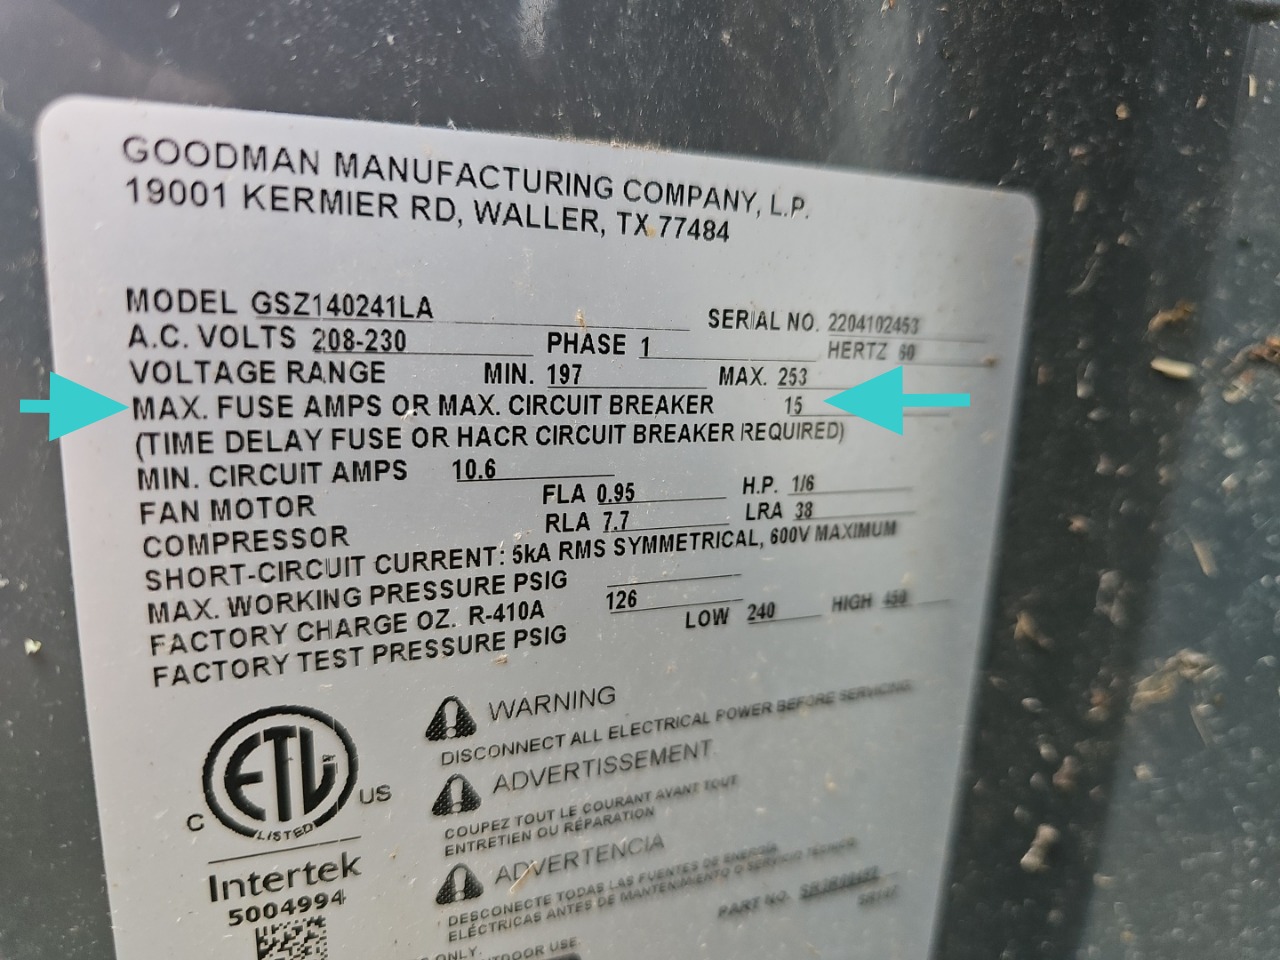 GOODMAN MANUFACTURING COMPANY, L.P.
19001 KERMIER RD, WALLER, TX 77484
MODEL GSZ140241LA SERIAL NO. 2204102453
A.C. VOLTS 208-230 PHASE 1 HERTZ 60
VOLTAGE RANGE MIN. 197 MAX. 253
MAX. FUSE AMPS OR MAX. CIRCUIT BREAKER 15
(TIME DELAY FUSE OR HACR CIRCUIT BREAKER REQUIRED)
MIN. CIRCUIT AMPS 10.6
FAN MOTOR FLA 0.95 H.P. 1/6
COMPRESSOR RLA 7.7 LRA 38
SHORT-CIRCUIT CURRENT: 5kA RMS SYMMETRICAL, 600V MAXIMUM
MAX. WORKING PRESSURE PSIG
FACTORY CHARGE OZ. R-410A 126
FACTORY TEST PRESSURE PSIG LOW 240 HIGH 450
WARNING
DISCONNECT ALL ELECTRICAL POWER BEFORE SERVICING.
ADVERTISSEMENT
COUPEZ TOUT LE COURANT AVANT TOUT
ENTRETIEN OU RÉPARATION
ADVERTENCIA
DESCONECTE TODAS LAS FUENTES DE ENERGÍA
ELÉCTRICAS ANTES DE MANTENIMIENTO O SERVICIO TÉCNICO
PART NO.
ETL
LISTED
C US
Intertek
5004994
ONLY.
OUTDOOR USE